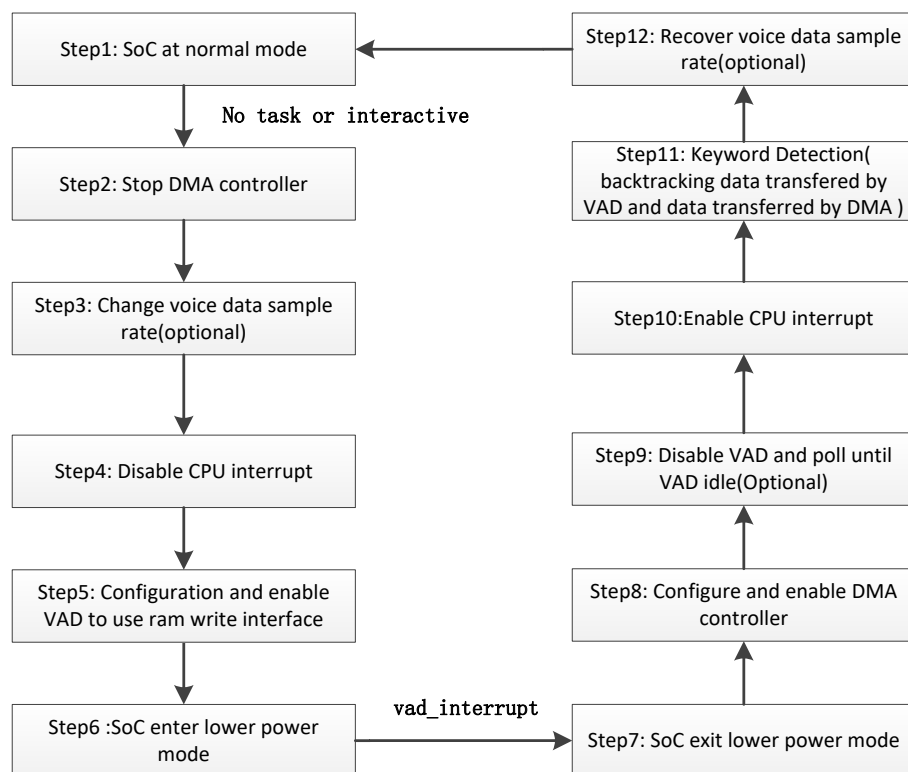 Step1: SoC at normal mode
No task or interactive
Step2: Stop DMA controller
Step3: Change voice data sample
rate(optional)
Step4: Disable CPU interrupt
Step5: Configuration and enable
VAD to use ram write interface
Step6 :SoC enter lower power
mode
vad_interrupt
Step7: SoC exit lower power mode
Step8: Configure and enable DMA
controller
Step9: Disable VAD and poll until
VAD idle(Optional)
Step10:Enable CPU interrupt
Step11: Keyword Detection(
backtracking data transfered by
VAD and data transferred by DMA )
Step12: Recover voice data sample
rate(optional)